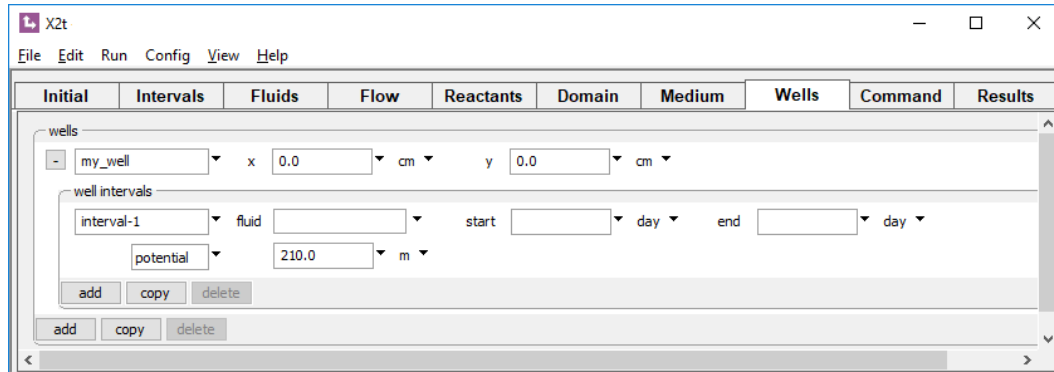 X2t
File Edit Run Config View Help
Initial Intervals Fluids Flow Reactants Domain Medium Wells Command Results
wells
- my_well x 0.0 cm y 0.0 cm
well intervals
interval-1 fluid start day end day
potential 210.0 m
add copy delete
add copy delete